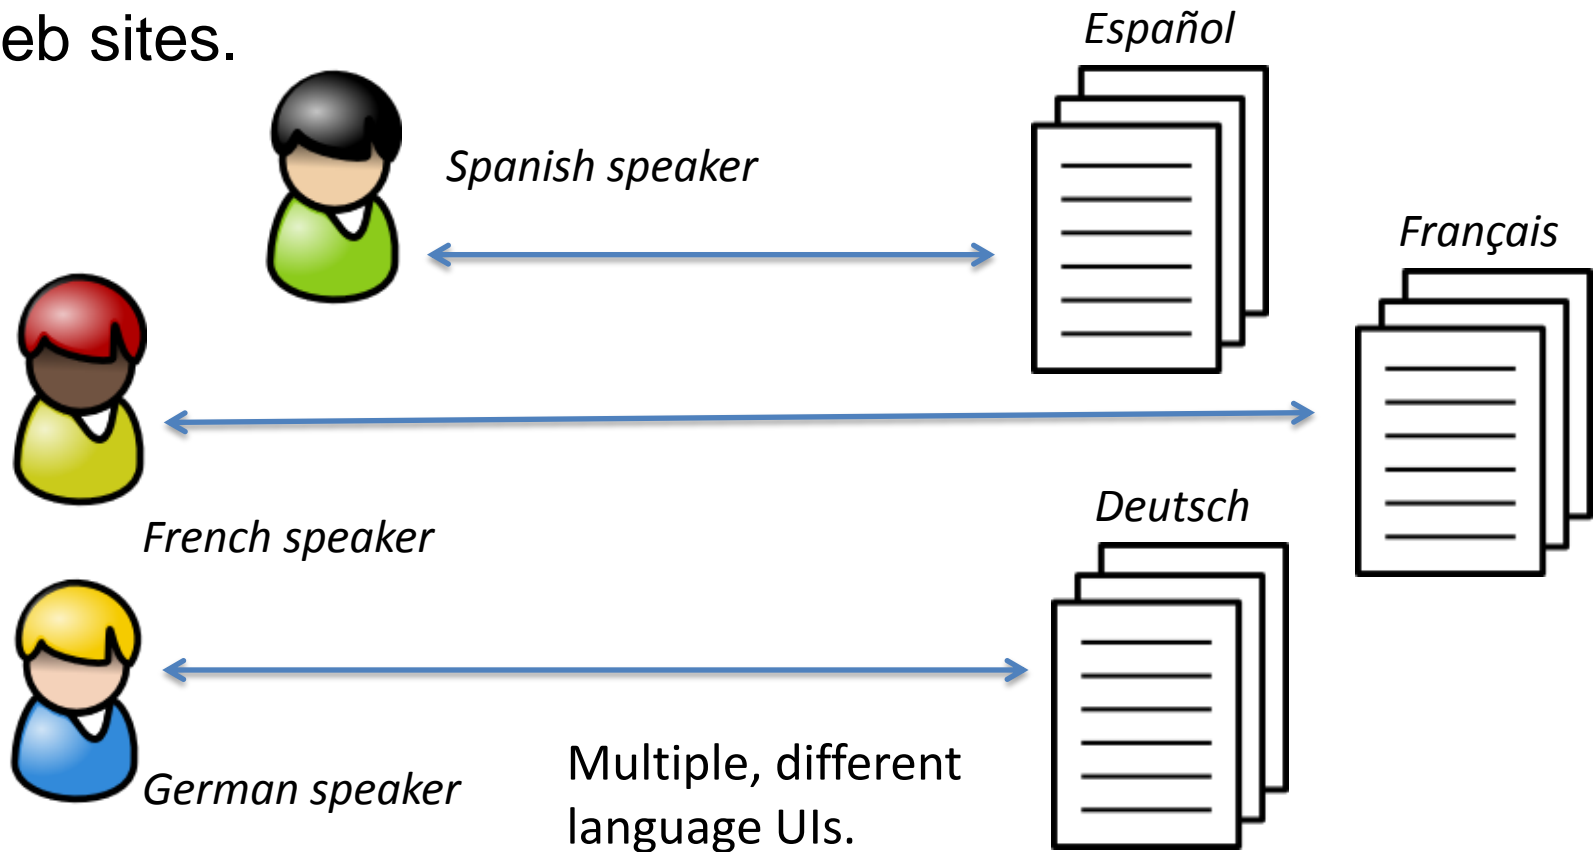 eb sites.
Español
Spanish speaker
Français
French speaker
Deutsch
German speaker
Multiple, different
language UIs.